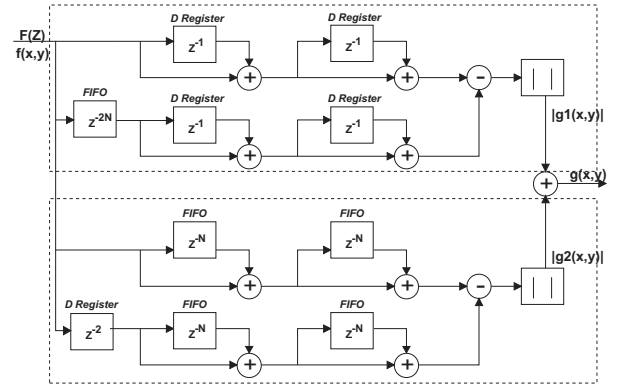 D Register
D Register
F(Z)
f(x,y)
z-1
z-1
+
+
-
| |
FIFO
D Register
D Register
z-2N
z-1
z-1
|g1(x,y)|
+
+
g(x,y)
+
FIFO
FIFO
z-N
z-N
|g2(x,y)|
+
+
-
| |
D Register
FIFO
FIFO
z-2
z-N
z-N
+
+